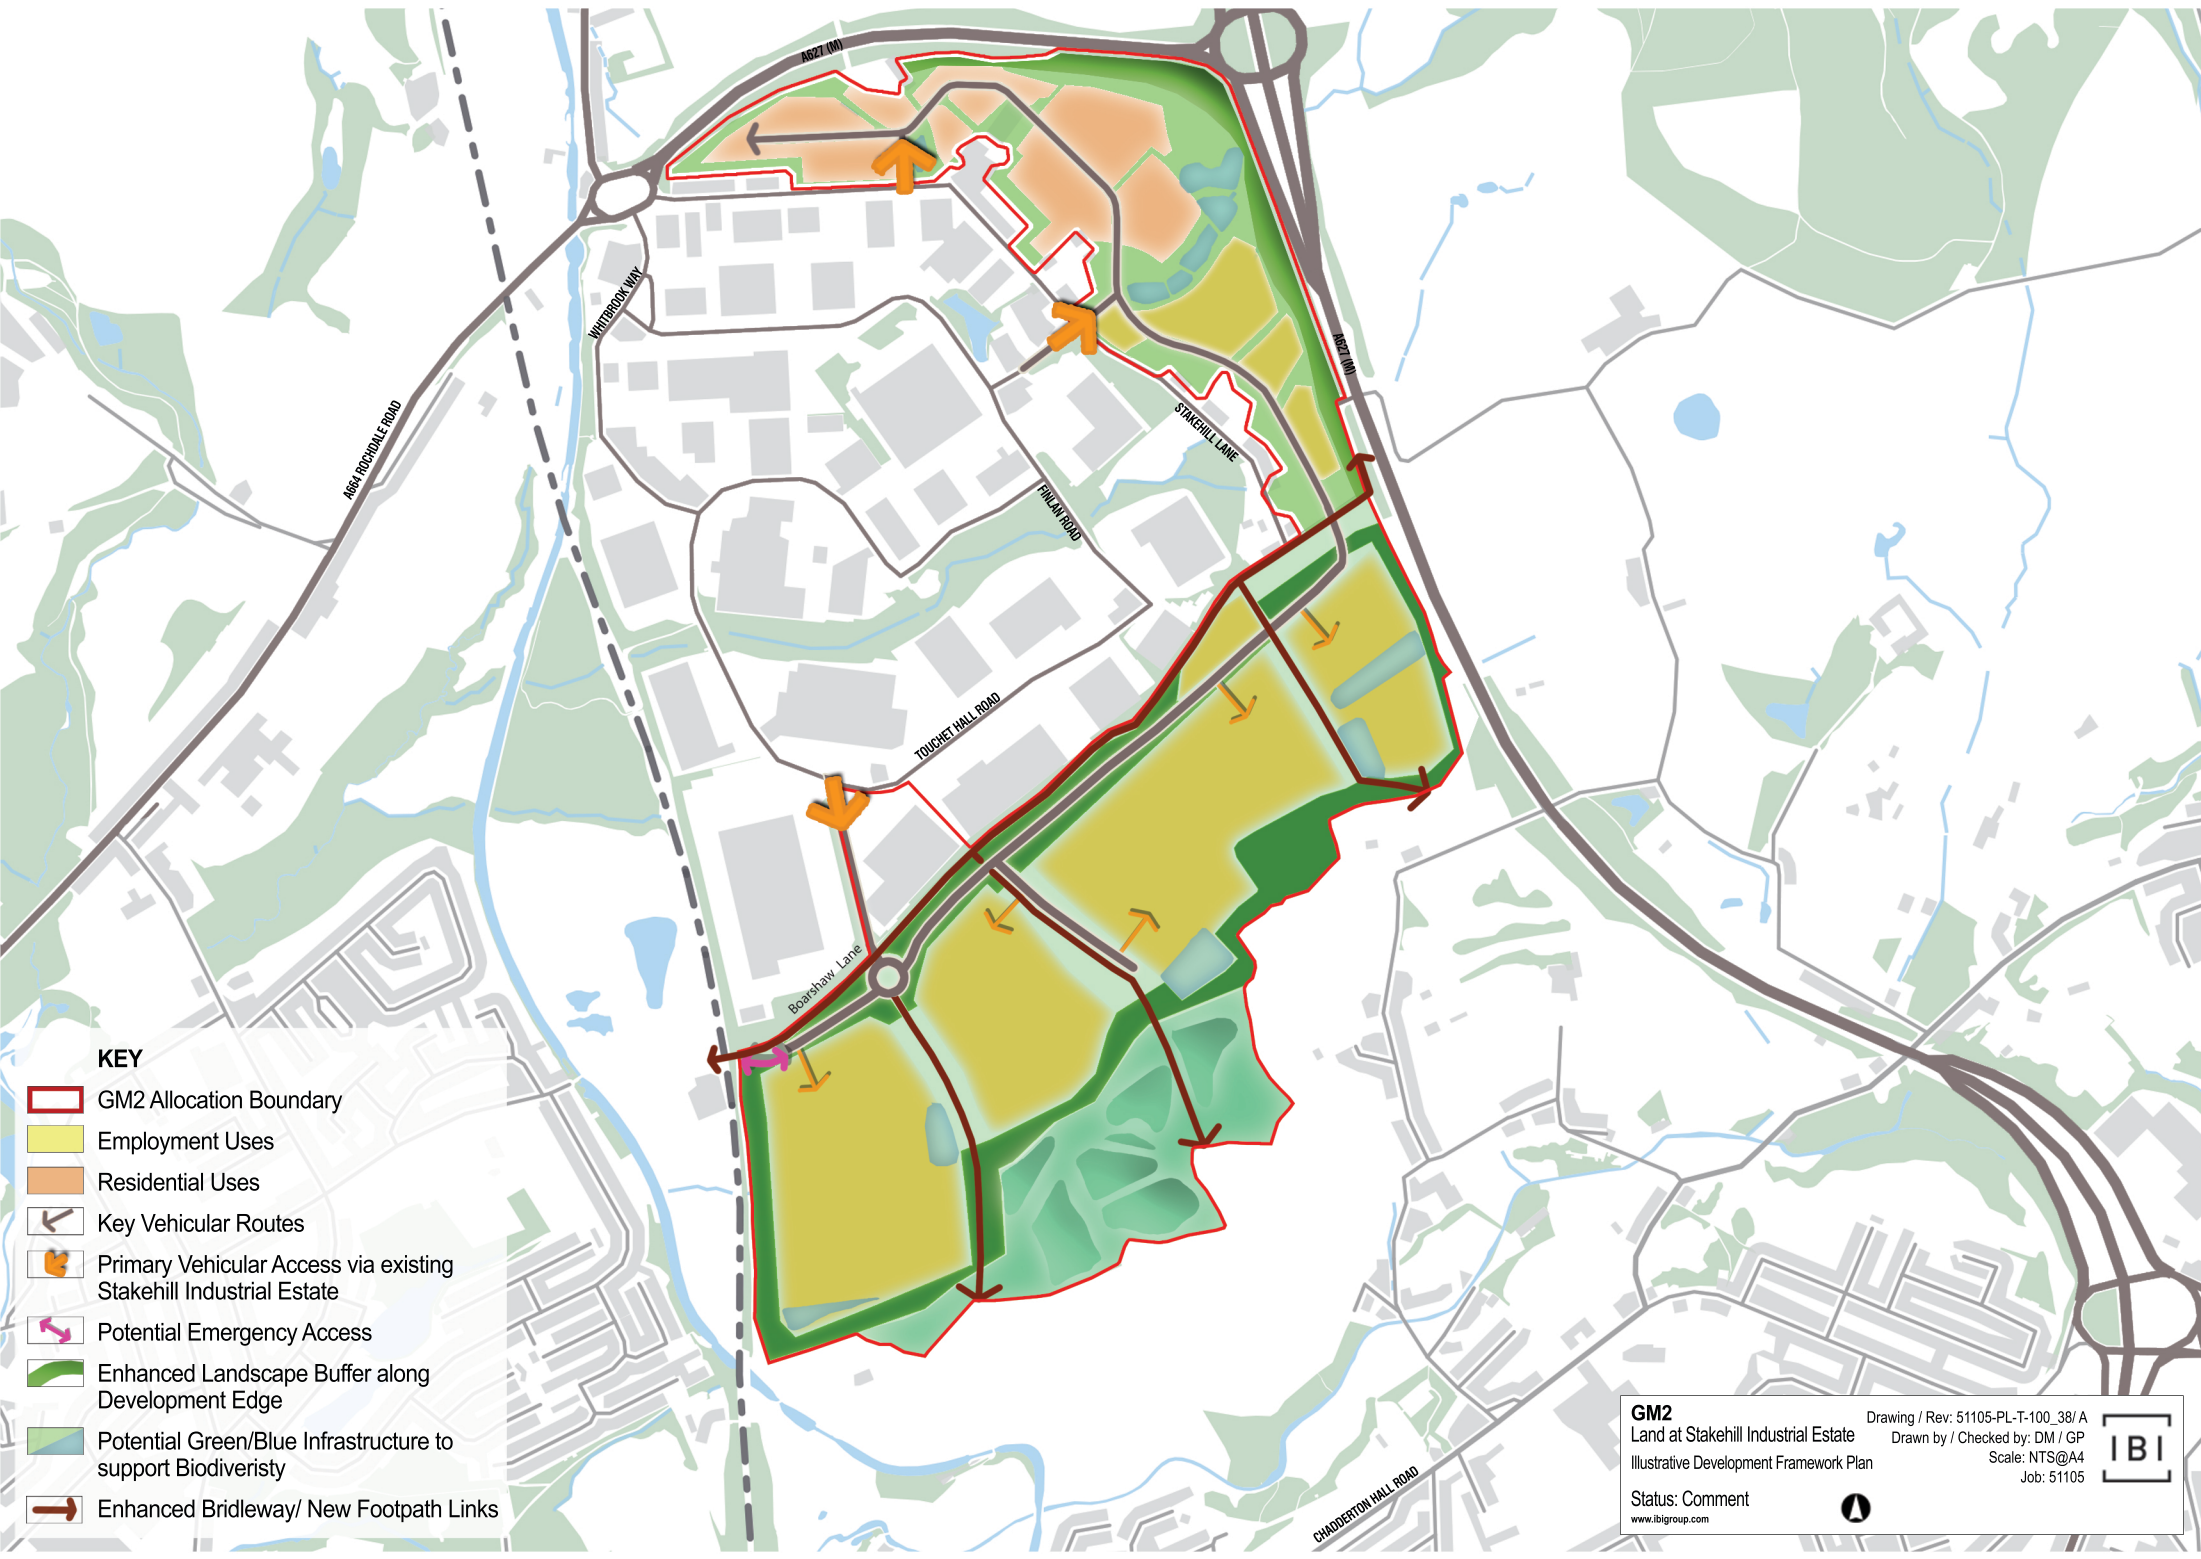 A627 (M)
WHITBROOK WAY
A627 (M)
A664 ROCHDALE ROAD
STAKEHILL LANE
FINLAN ROAD
TOUCHET HALL ROAD
Boarshaw Lane
KEY
GM2 Allocation Boundary
Employment Uses
Residential Uses
Key Vehicular Routes
Primary Vehicular Access via existing
Stakehill Industrial Estate
Potential Emergency Access
Enhanced Landscape Buffer along
Development Edge
Potential Green/Blue Infrastructure to
support Biodiveristy
Enhanced Bridleway/ New Footpath Links
CHADDERTON HALL ROAD
GM2
Land at Stakehill Industrial Estate
Illustrative Development Framework Plan
Status: Comment
www.ibigroup.com
Drawing / Rev: 51105-PL-T-100_38/ A
Drawn by / Checked by: DM / GP
Scale: NTS@A4
Job: 51105
IBI